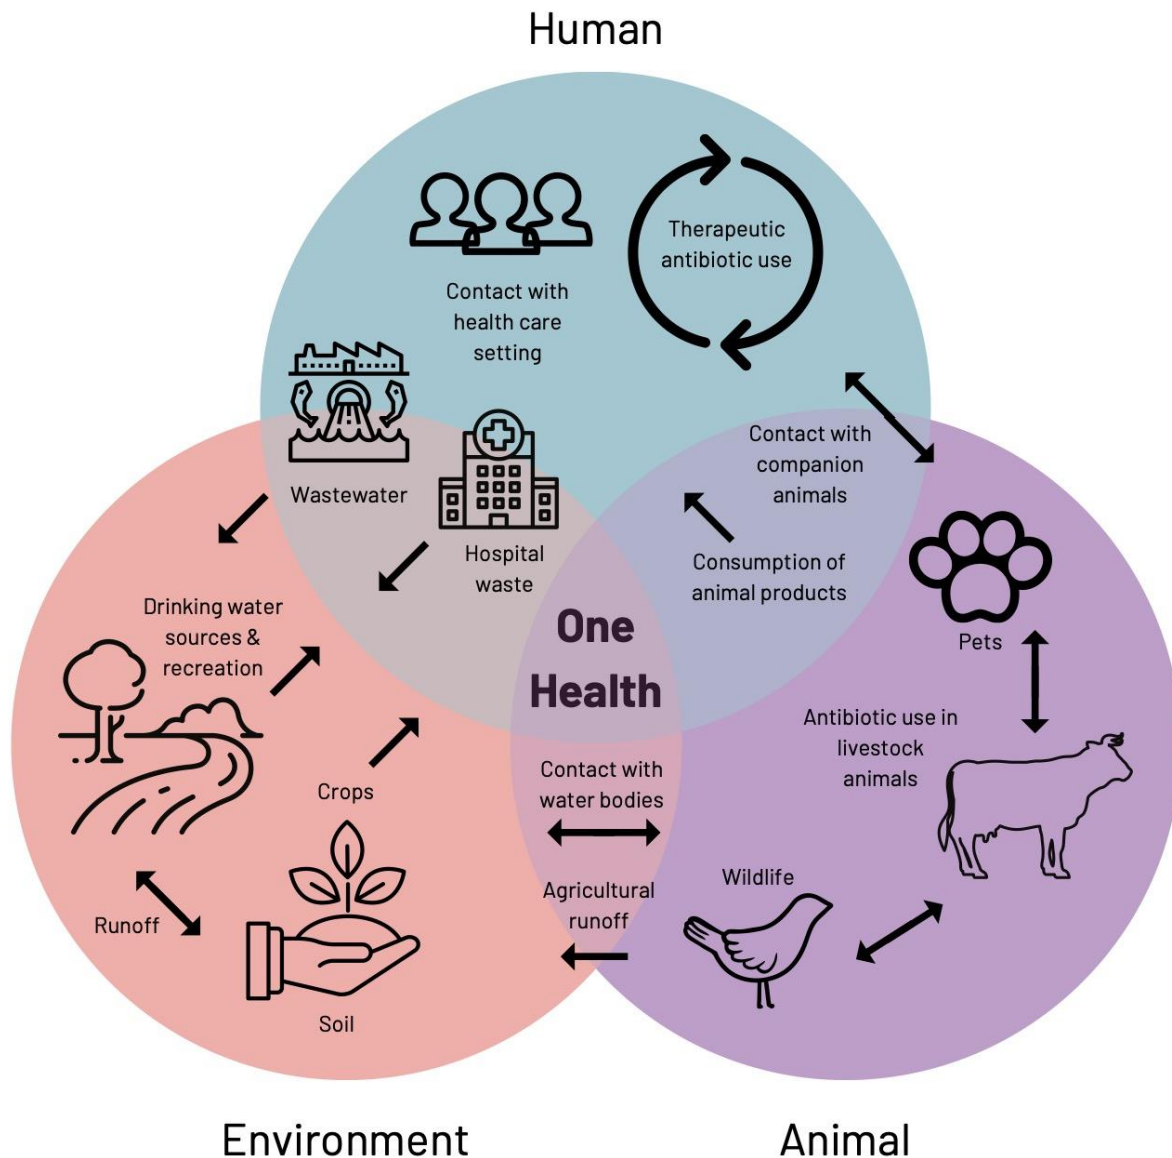 Human
Therapeutic
antibiotic use
Contact with
health care
setting
Contact with
companion
animals
Wastewater
Hospital
waste
Consumption of
animal products
Drinking water
sources &
recreation
One
Health
Pets
Antibiotic use in
livestock
animals
Contact with
water bodies
Crops
Wildlife
Agricultural
runoff
Runoff
Soil
Environment
Animal